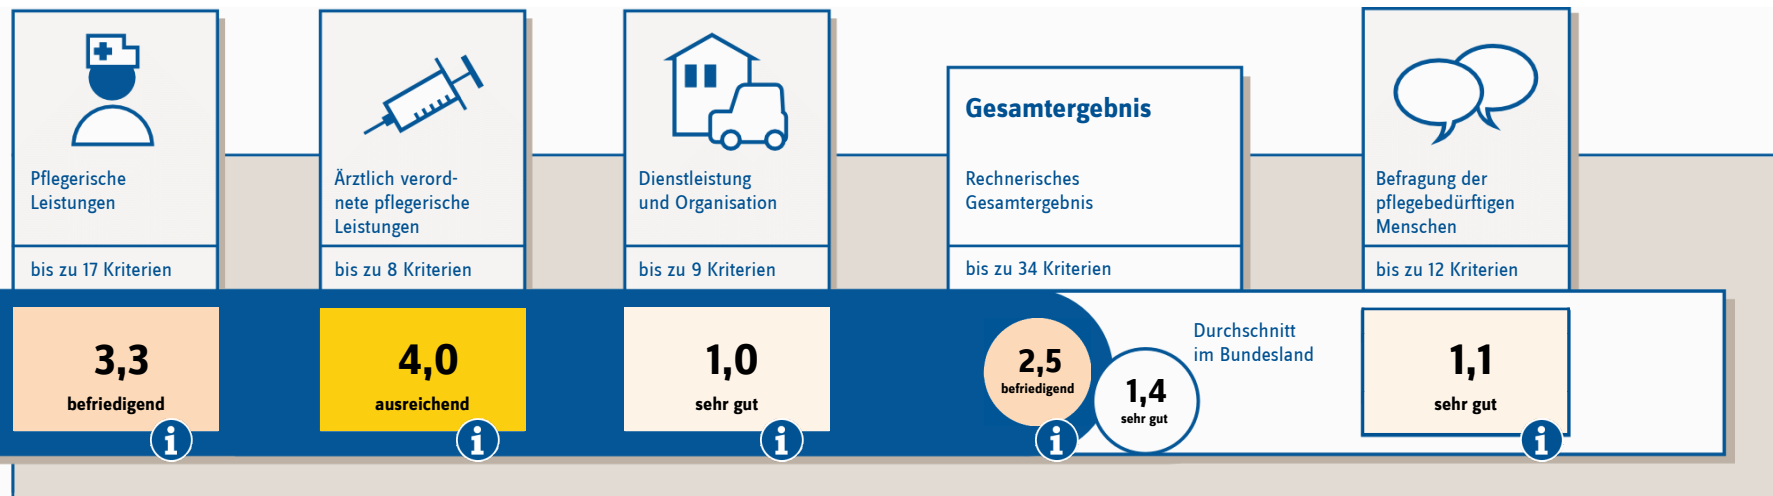 Pflegerische
Leistungen
bis zu 17 Kriterien
3,3
befriedigend
i
Ärztlich verord-
nete pflegerische
Leistungen
bis zu 8 Kriterien
4,0
ausreichend
i
Dienstleistung
und Organisation
bis zu 9 Kriterien
1,0
sehr gut
i
Gesamtergebnis
Rechnerisches
Gesamtergebnis
bis zu 34 Kriterien
2,5
befriedigend
i
1,4
sehr gut
Durchschnitt
im Bundesland
Befragung der
pflegebedürftigen
Menschen
bis zu 12 Kriterien
1,1
sehr gut
i